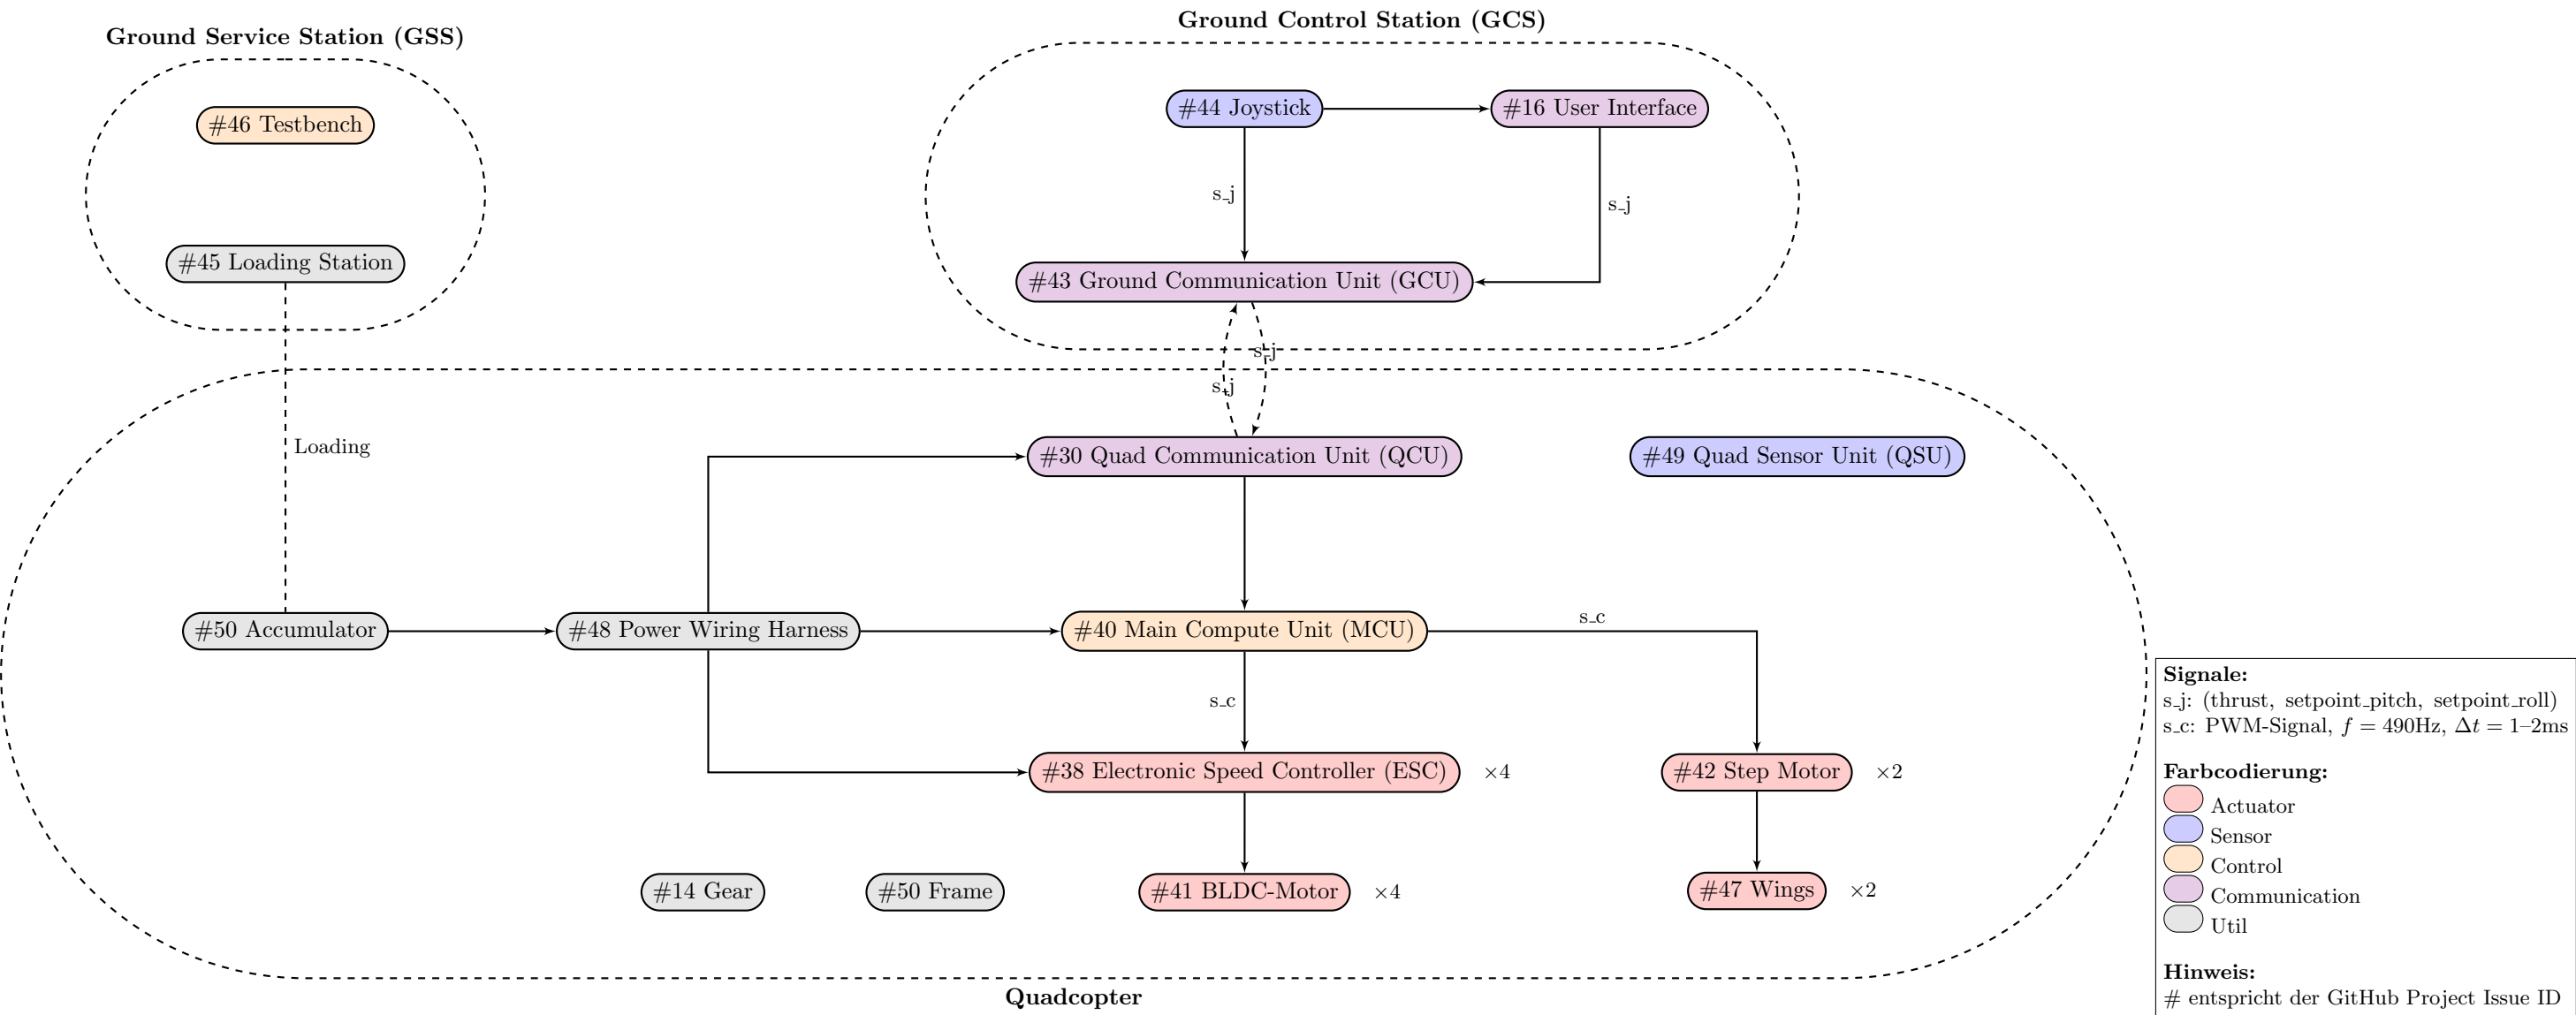 Ground Service Station (GSS)
Ground Control Station (GCS)
#46 Testbench
#44 Joystick
#16 User Interface
s_j
s_j
#45 Loading Station
#43 Ground Communication Unit (GCU)
s_j
s_j
Loading
#30 Quad Communication Unit (QCU)
#49 Quad Sensor Unit (QSU)
#50 Accumulator
#48 Power Wiring Harness
#40 Main Compute Unit (MCU)
s_c
s_c
#38 Electronic Speed Controller (ESC)
×4
#42 Step Motor
×2
#14 Gear
#50 Frame
#41 BLDC-Motor
×4
#47 Wings
×2
Quadcopter
Signale:
s_j: (thrust, setpoint_pitch, setpoint_roll)
s_c: PWM-Signal, f = 490Hz, Δt = 1–2ms
Farbcodierung:
Actuator
Sensor
Control
Communication
Util
Hinweis:
# entspricht der GitHub Project Issue ID